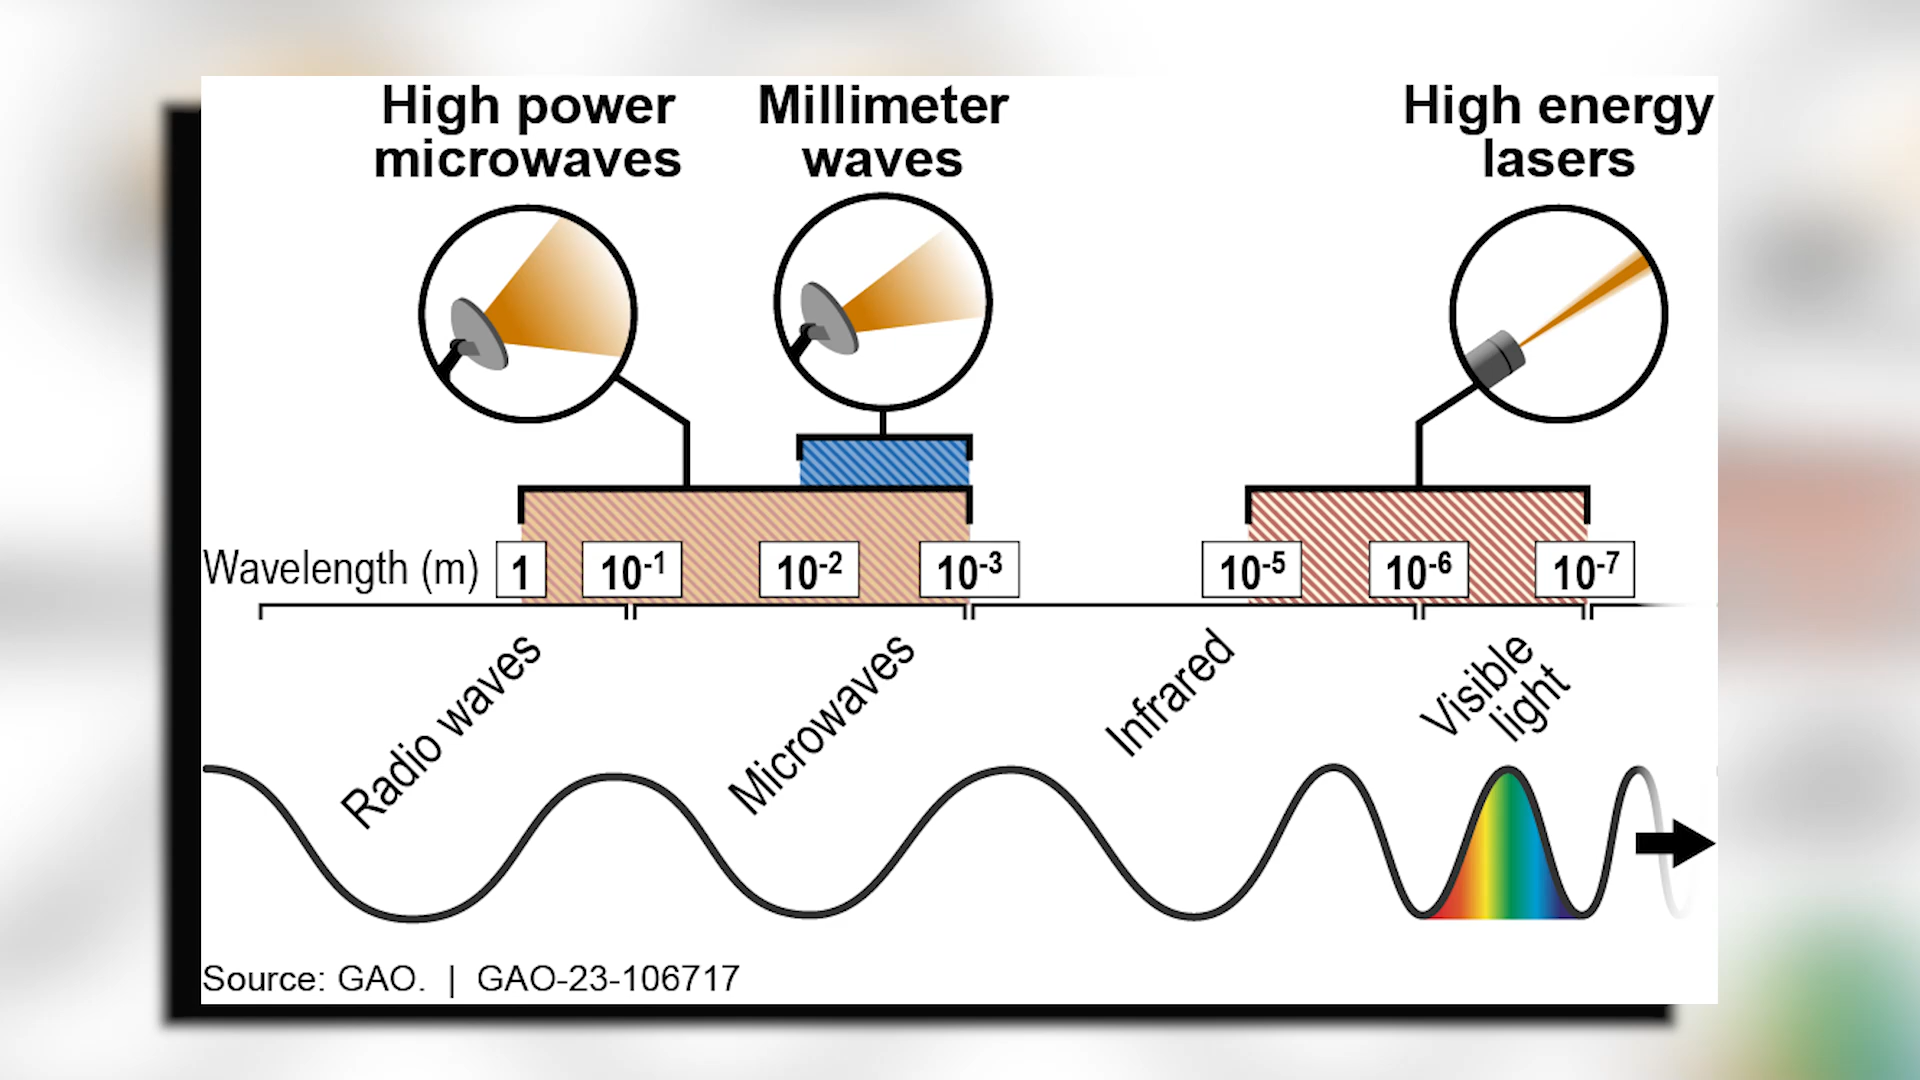 High power
microwaves
Millimeter
waves
High energy
lasers
Wavelength (m) 1 10⁻¹ 10⁻² 10⁻³ 10⁻⁵ 10⁻⁶ 10⁻⁷
Radio waves
Microwaves
Infrared
Visible
light
Source: GAO. | GAO-23-106717